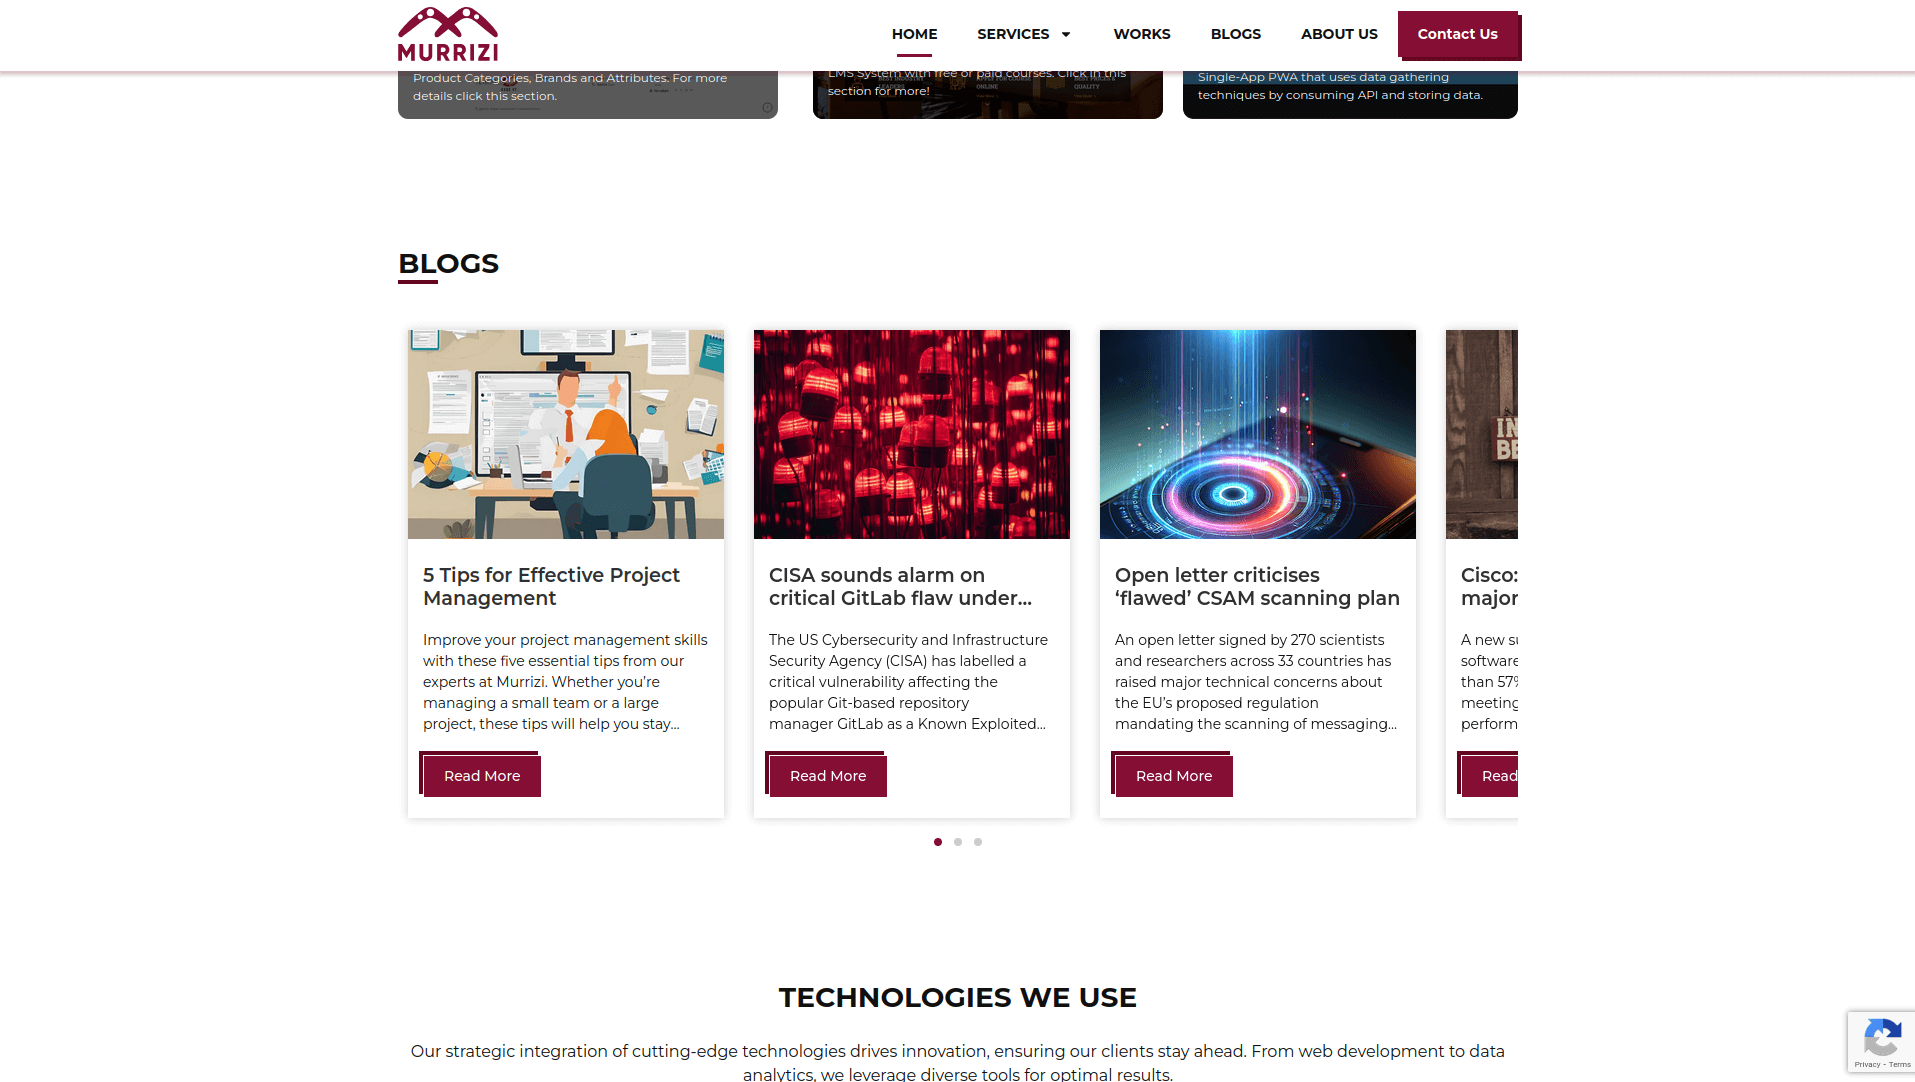 MURRIZI
HOME
SERVICES
WORKS
BLOGS
ABOUT US
Contact Us
Product Categories, Brands and Attributes. For more
details click this section.
LMS System with free or paid courses. Click in this
section for more!
Single-App PWA that uses data gathering
techniques by consuming API and storing data.
BLOGS
5 Tips for Effective Project
Management
Improve your project management skills
with these five essential tips from our
experts at Murrizi. Whether you’re
managing a small team or a large
project, these tips will help you stay...
Read More
CISA sounds alarm on
critical GitLab flaw under...
The US Cybersecurity and Infrastructure
Security Agency (CISA) has labelled a
critical vulnerability affecting the
popular Git-based repository
manager GitLab as a Known Exploited...
Read More
Open letter criticises
‘flawed’ CSAM scanning plan
An open letter signed by 270 scientists
and researchers across 33 countries has
raised major technical concerns about
the EU’s proposed regulation
mandating the scanning of messaging...
Read More
IN
BE
Cisco:
major
A new
software
than 57%
meeting
perform
Read
TECHNOLOGIES WE USE
Our strategic integration of cutting-edge technologies drives innovation, ensuring our clients stay ahead. From web development to data
analytics, we leverage diverse tools for optimal results.
Privacy - Terms